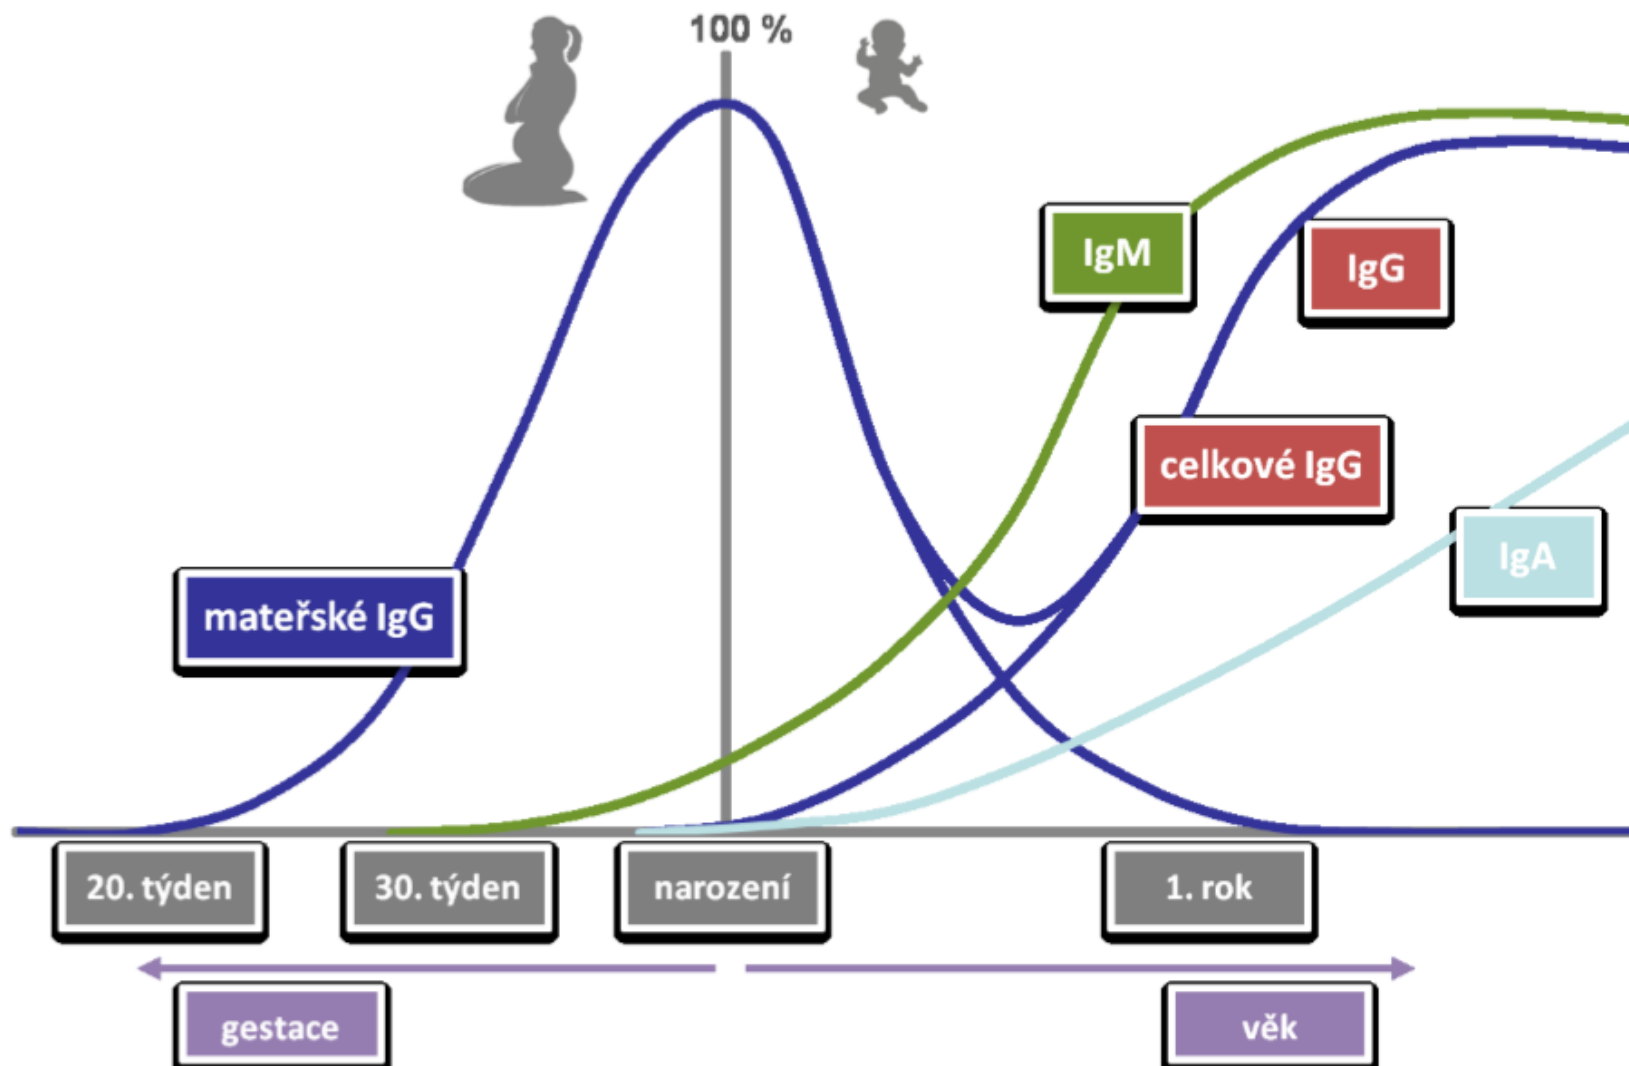 100 %
IgM
IgG
celkové IgG
IgA
mateřské IgG
20. týden
30. týden
narození
1. rok
gestace
věk